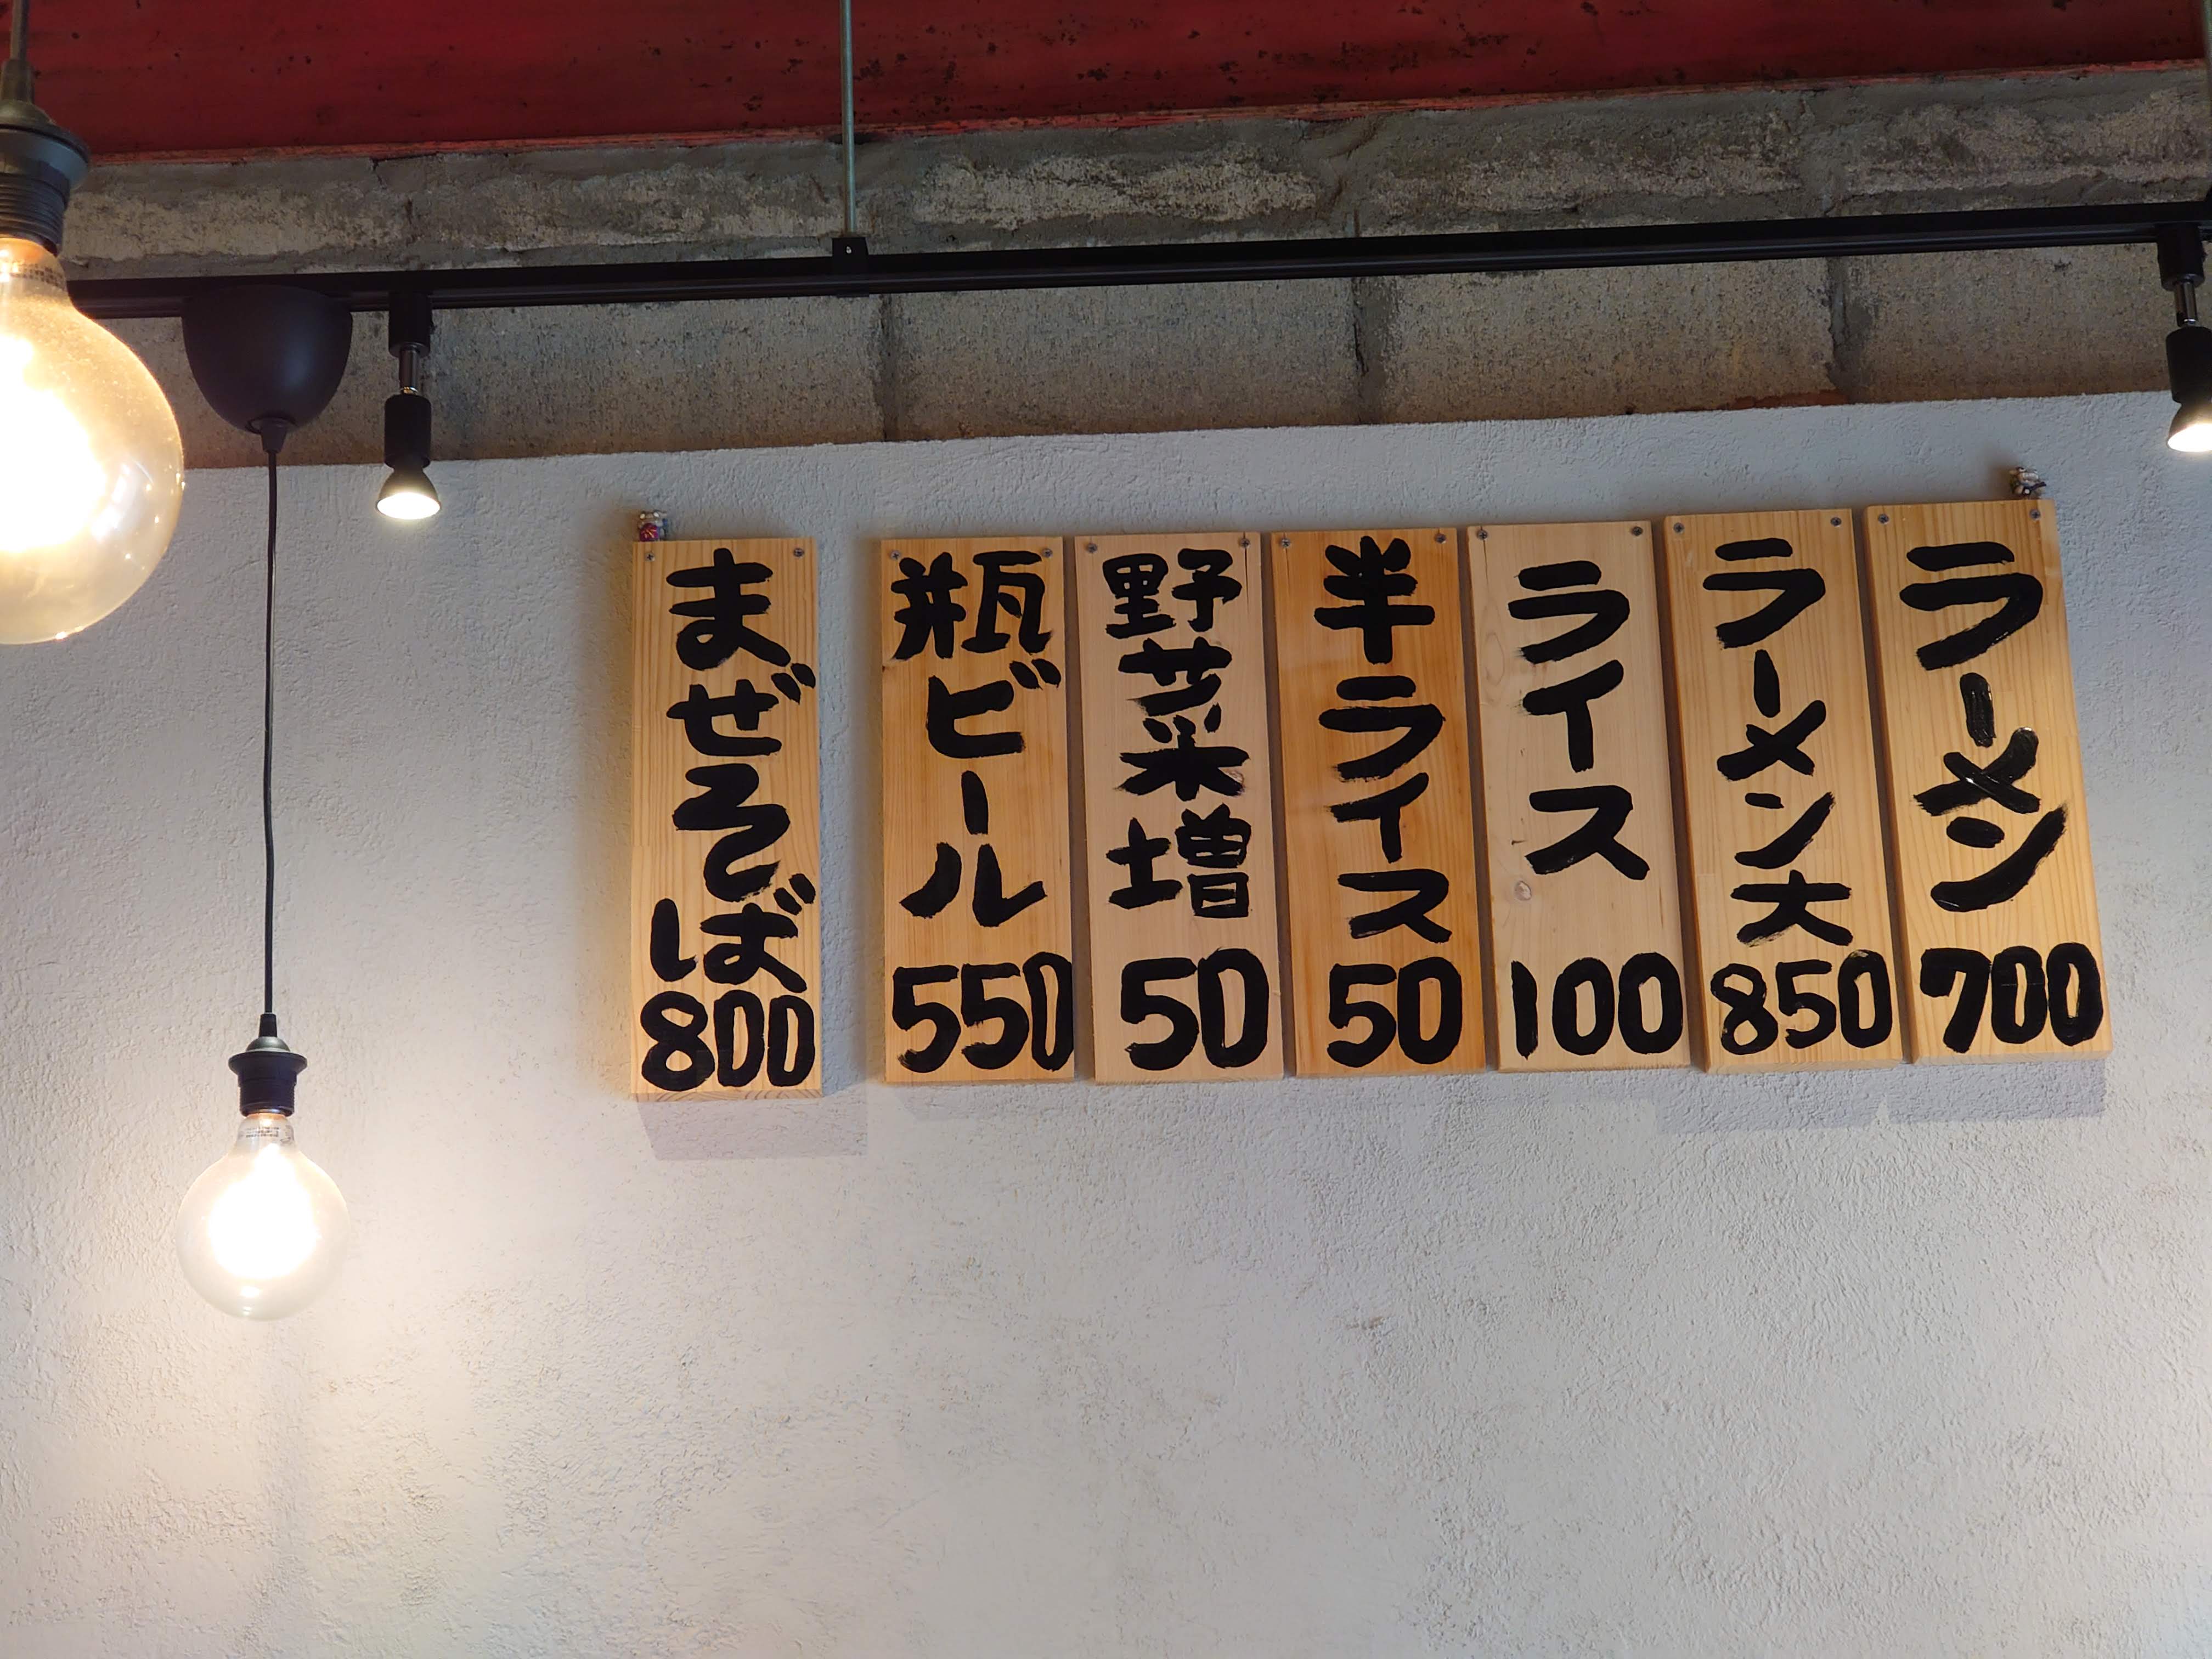 ラーメン 700
ラーメン大 850
ライス 100
半ライス 50
野菜増 50
瓶ビール 550
まぜそば 800